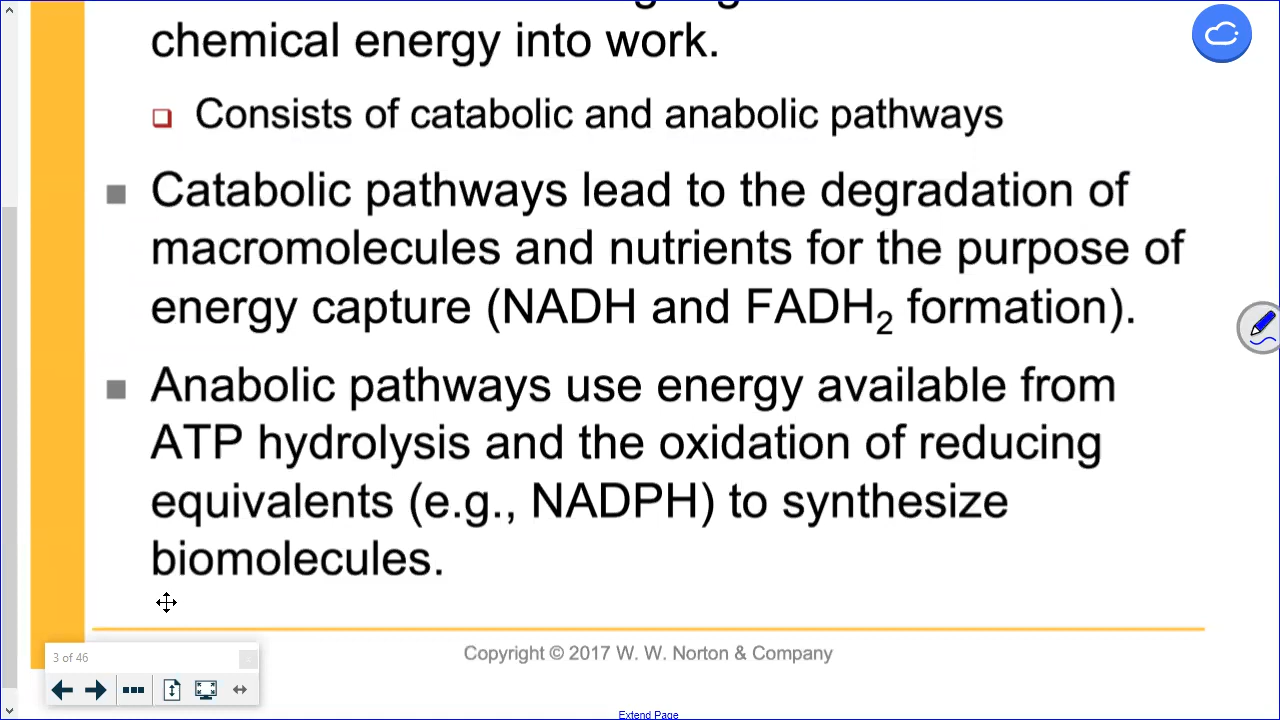 chemical energy into work.
Consists of catabolic and anabolic pathways
Catabolic pathways lead to the degradation of
macromolecules and nutrients for the purpose of
energy capture (NADH and FADH₂ formation).
Anabolic pathways use energy available from
ATP hydrolysis and the oxidation of reducing
equivalents (e.g., NADPH) to synthesize
biomolecules.
Copyright © 2017 W. W. Norton & Company
3 of 46
Extend Page